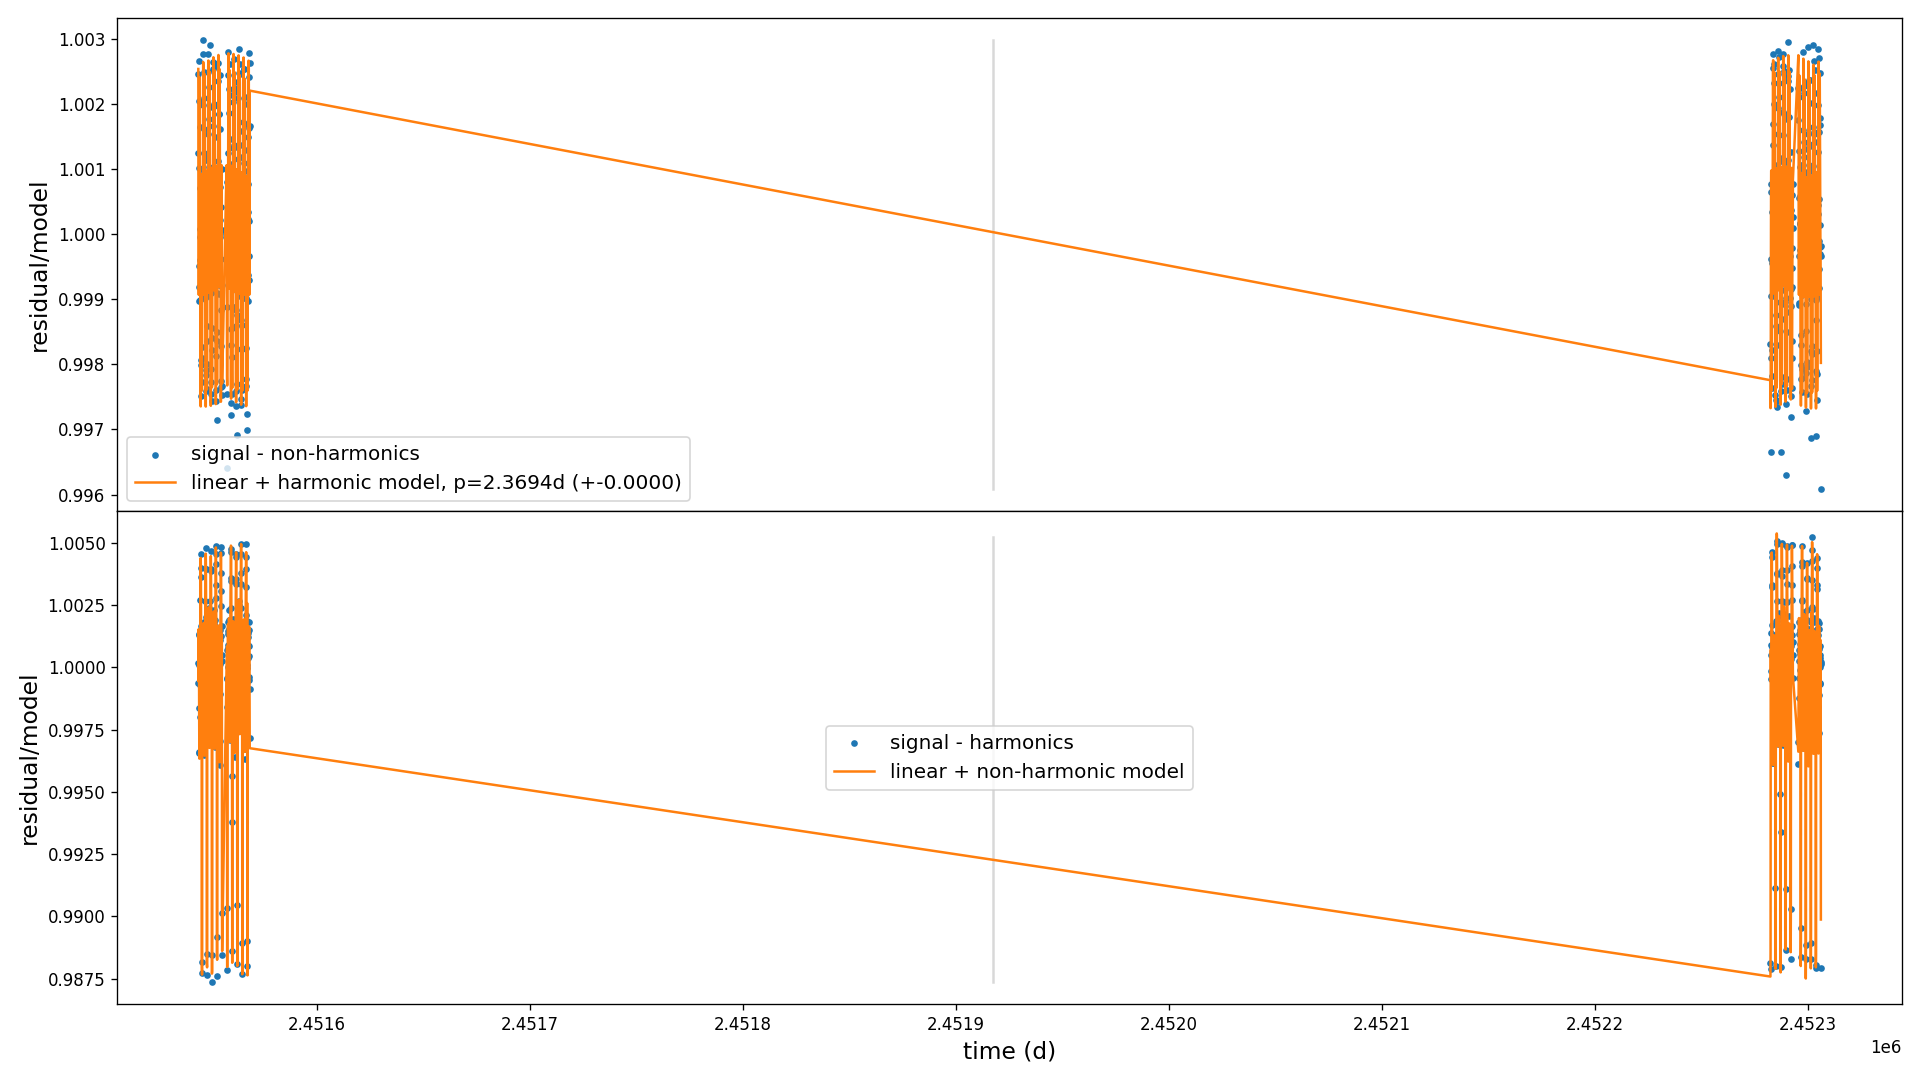 1.003
1.002
1.001
1.000
0.999
0.998
0.997
0.996
residual/model
signal - non-harmonics
linear + harmonic model, p=2.3694d (+-0.0000)
1.0050
1.0025
1.0000
0.9975
0.9950
0.9925
0.9900
0.9875
residual/model
signal - harmonics
linear + non-harmonic model
2.4516 2.4517 2.4518 2.4519 2.4520 2.4521 2.4522 2.4523
1e6
time (d)